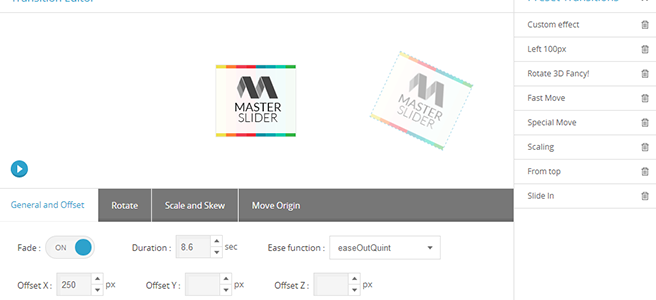 Transition Editor
Preset Transitions
Custom effect
Left 100px
Rotate 3D Fancy!
Fast Move
Special Move
Scaling
From top
Slide In
MASTER
SLIDER
MASTER
SLIDER
General and Offset
Rotate
Scale and Skew
Move Origin
Fade : ON
Duration : 8.6 sec
Ease function : easeOutQuint
Offset X : 250 px
Offset Y : px
Offset Z : px